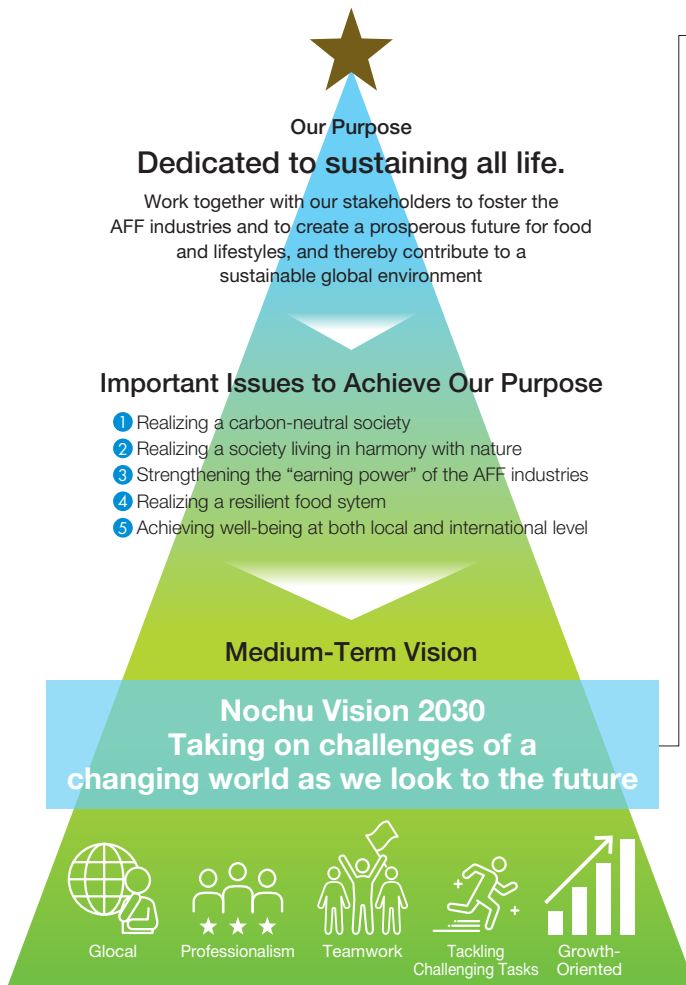 Our Purpose
Dedicated to sustaining all life.
Work together with our stakeholders to foster the
AFF industries and to create a prosperous future for food
and lifestyles, and thereby contribute to a
sustainable global environment
Important Issues to Achieve Our Purpose
1 Realizing a carbon-neutral society
2 Realizing a society living in harmony with nature
3 Strengthening the “earning power” of the AFF industries
4 Realizing a resilient food sytem
5 Achieving well-being at both local and international level
Medium-Term Vision
Nochu Vision 2030
Taking on challenges of a
changing world as we look to the future
Glocal
Professionalism
Teamwork
Tackling
Challenging Tasks
Growth-
Oriented